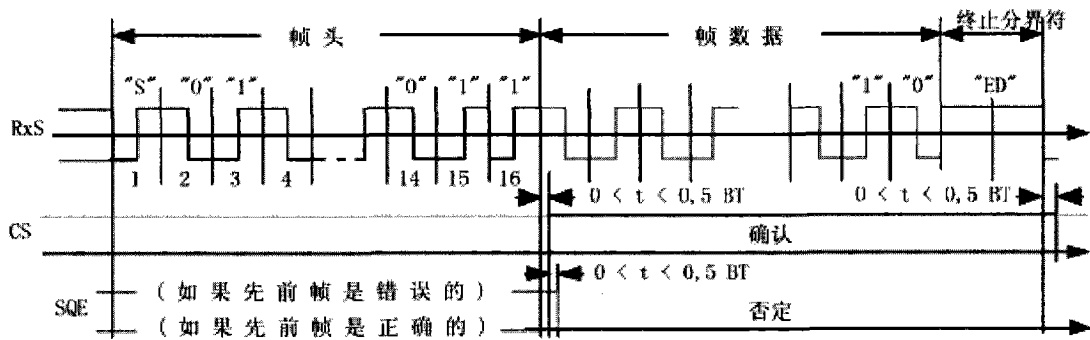 帧头 帧数据 终止分界符
"S" "0" "1" "0" "1" "1" "1" "0" "ED"
RxS
1 2 3 4 14 15 16
0 < t < 0,5 BT 0 < t < 0,5 BT
CS 确认
0 < t < 0,5 BT
(如果先前帧是错误的)
SQE 否定
(如果先前帧是正确的)